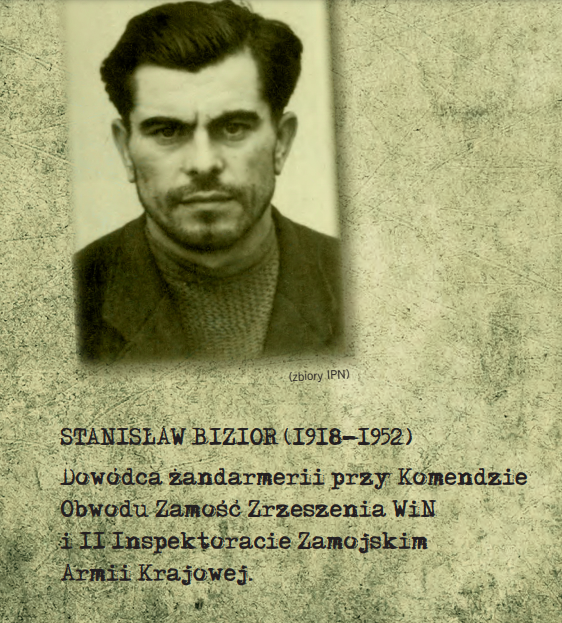 (zbiory IPN)
STANISŁAW BIZIOR (1918–1952)
Dowódca żandarmerii przy Komendzie
Obwodu Zamość Zrzeszenia WiN
i II Inspektoracie Zamojskim
Armii Krajowej.